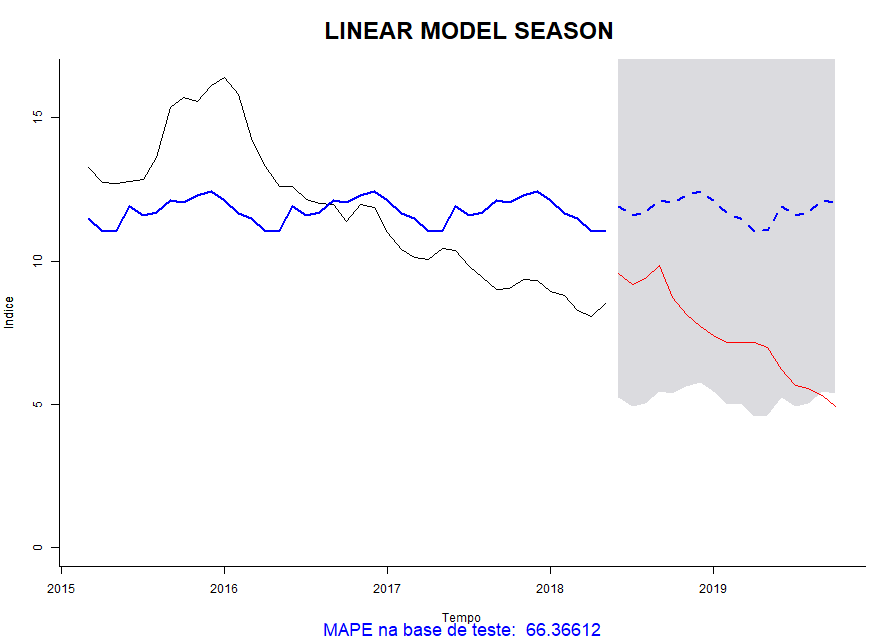 LINEAR MODEL SEASON
15
10
5
0
Indice
2015 2016 2017 2018 2019
Tempo
MAPE na base de teste: 66.36612